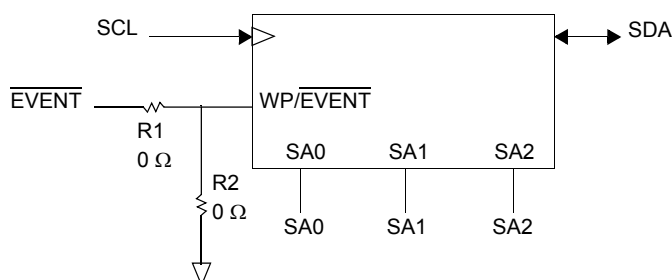 SCL
SDA
EVENT
WP/EVENT
R1
0 Ω
SA0 SA1 SA2
R2
0 Ω
SA0 SA1 SA2